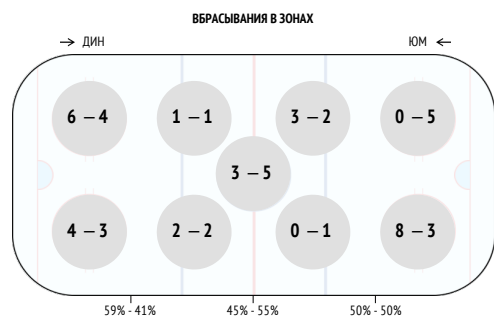 ВБРАСЫВАНИЯ В ЗОНАХ
→ ДИН ЮМ ←
6 – 4 1 – 1 3 – 2 0 – 5
3 – 5
4 – 3 2 – 2 0 – 1 8 – 3
59% - 41% 45% - 55% 50% - 50%